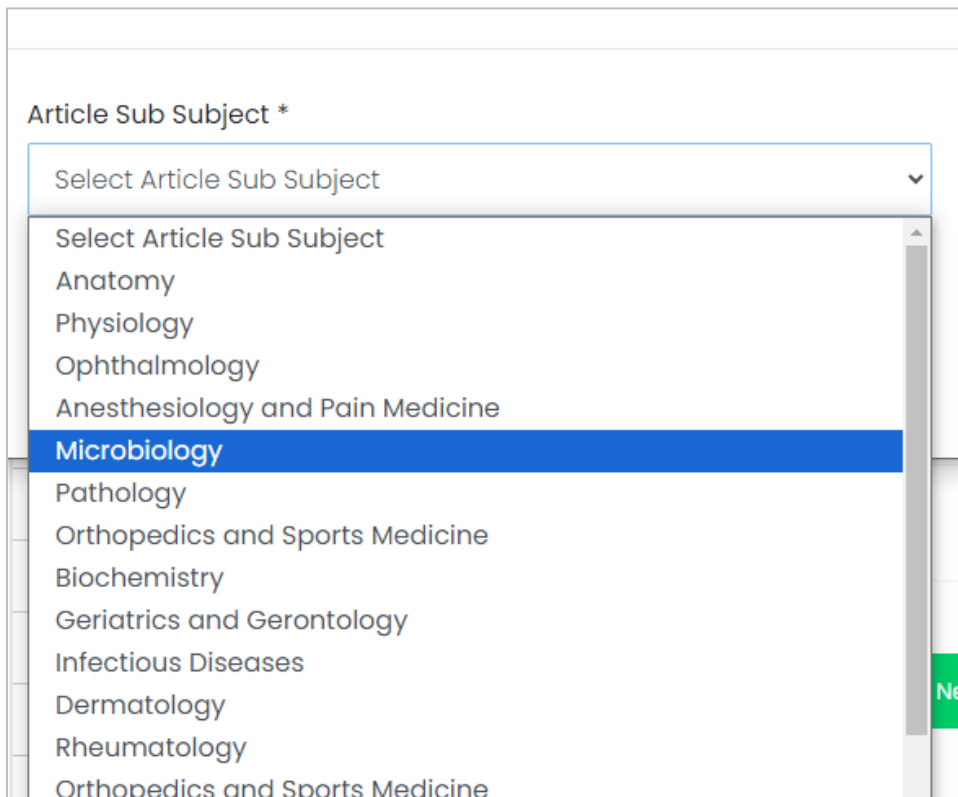 Article Sub Subject *
Select Article Sub Subject
Select Article Sub Subject
Anatomy
Physiology
Ophthalmology
Anesthesiology and Pain Medicine
Microbiology
Pathology
Orthopedics and Sports Medicine
Biochemistry
Geriatrics and Gerontology
Infectious Diseases
Dermatology
Ne
Rheumatology
Orthopedics and Sports Medicine